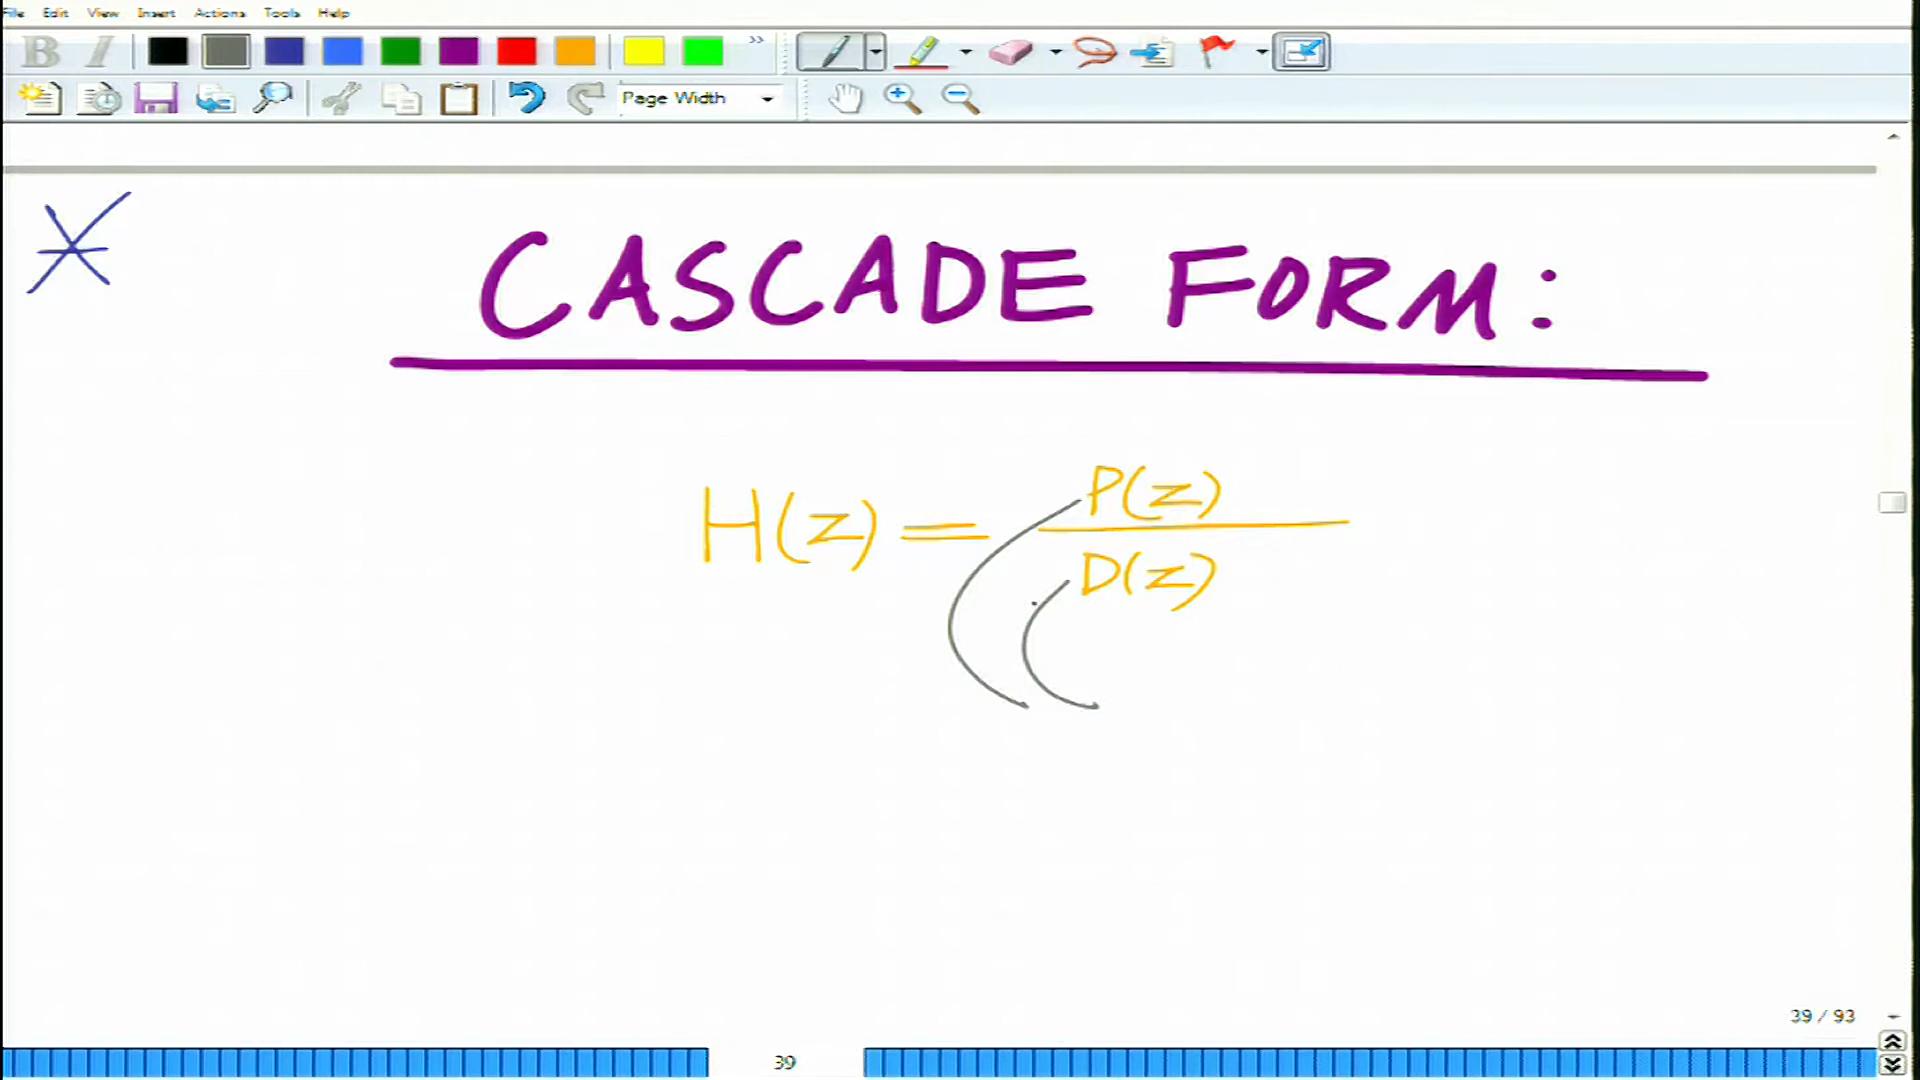 File Edit View Insert Actions Tools Help
B I
Page Width
CASCADE FORM:
H(z) = P(z) / D(z)
39 / 93
39